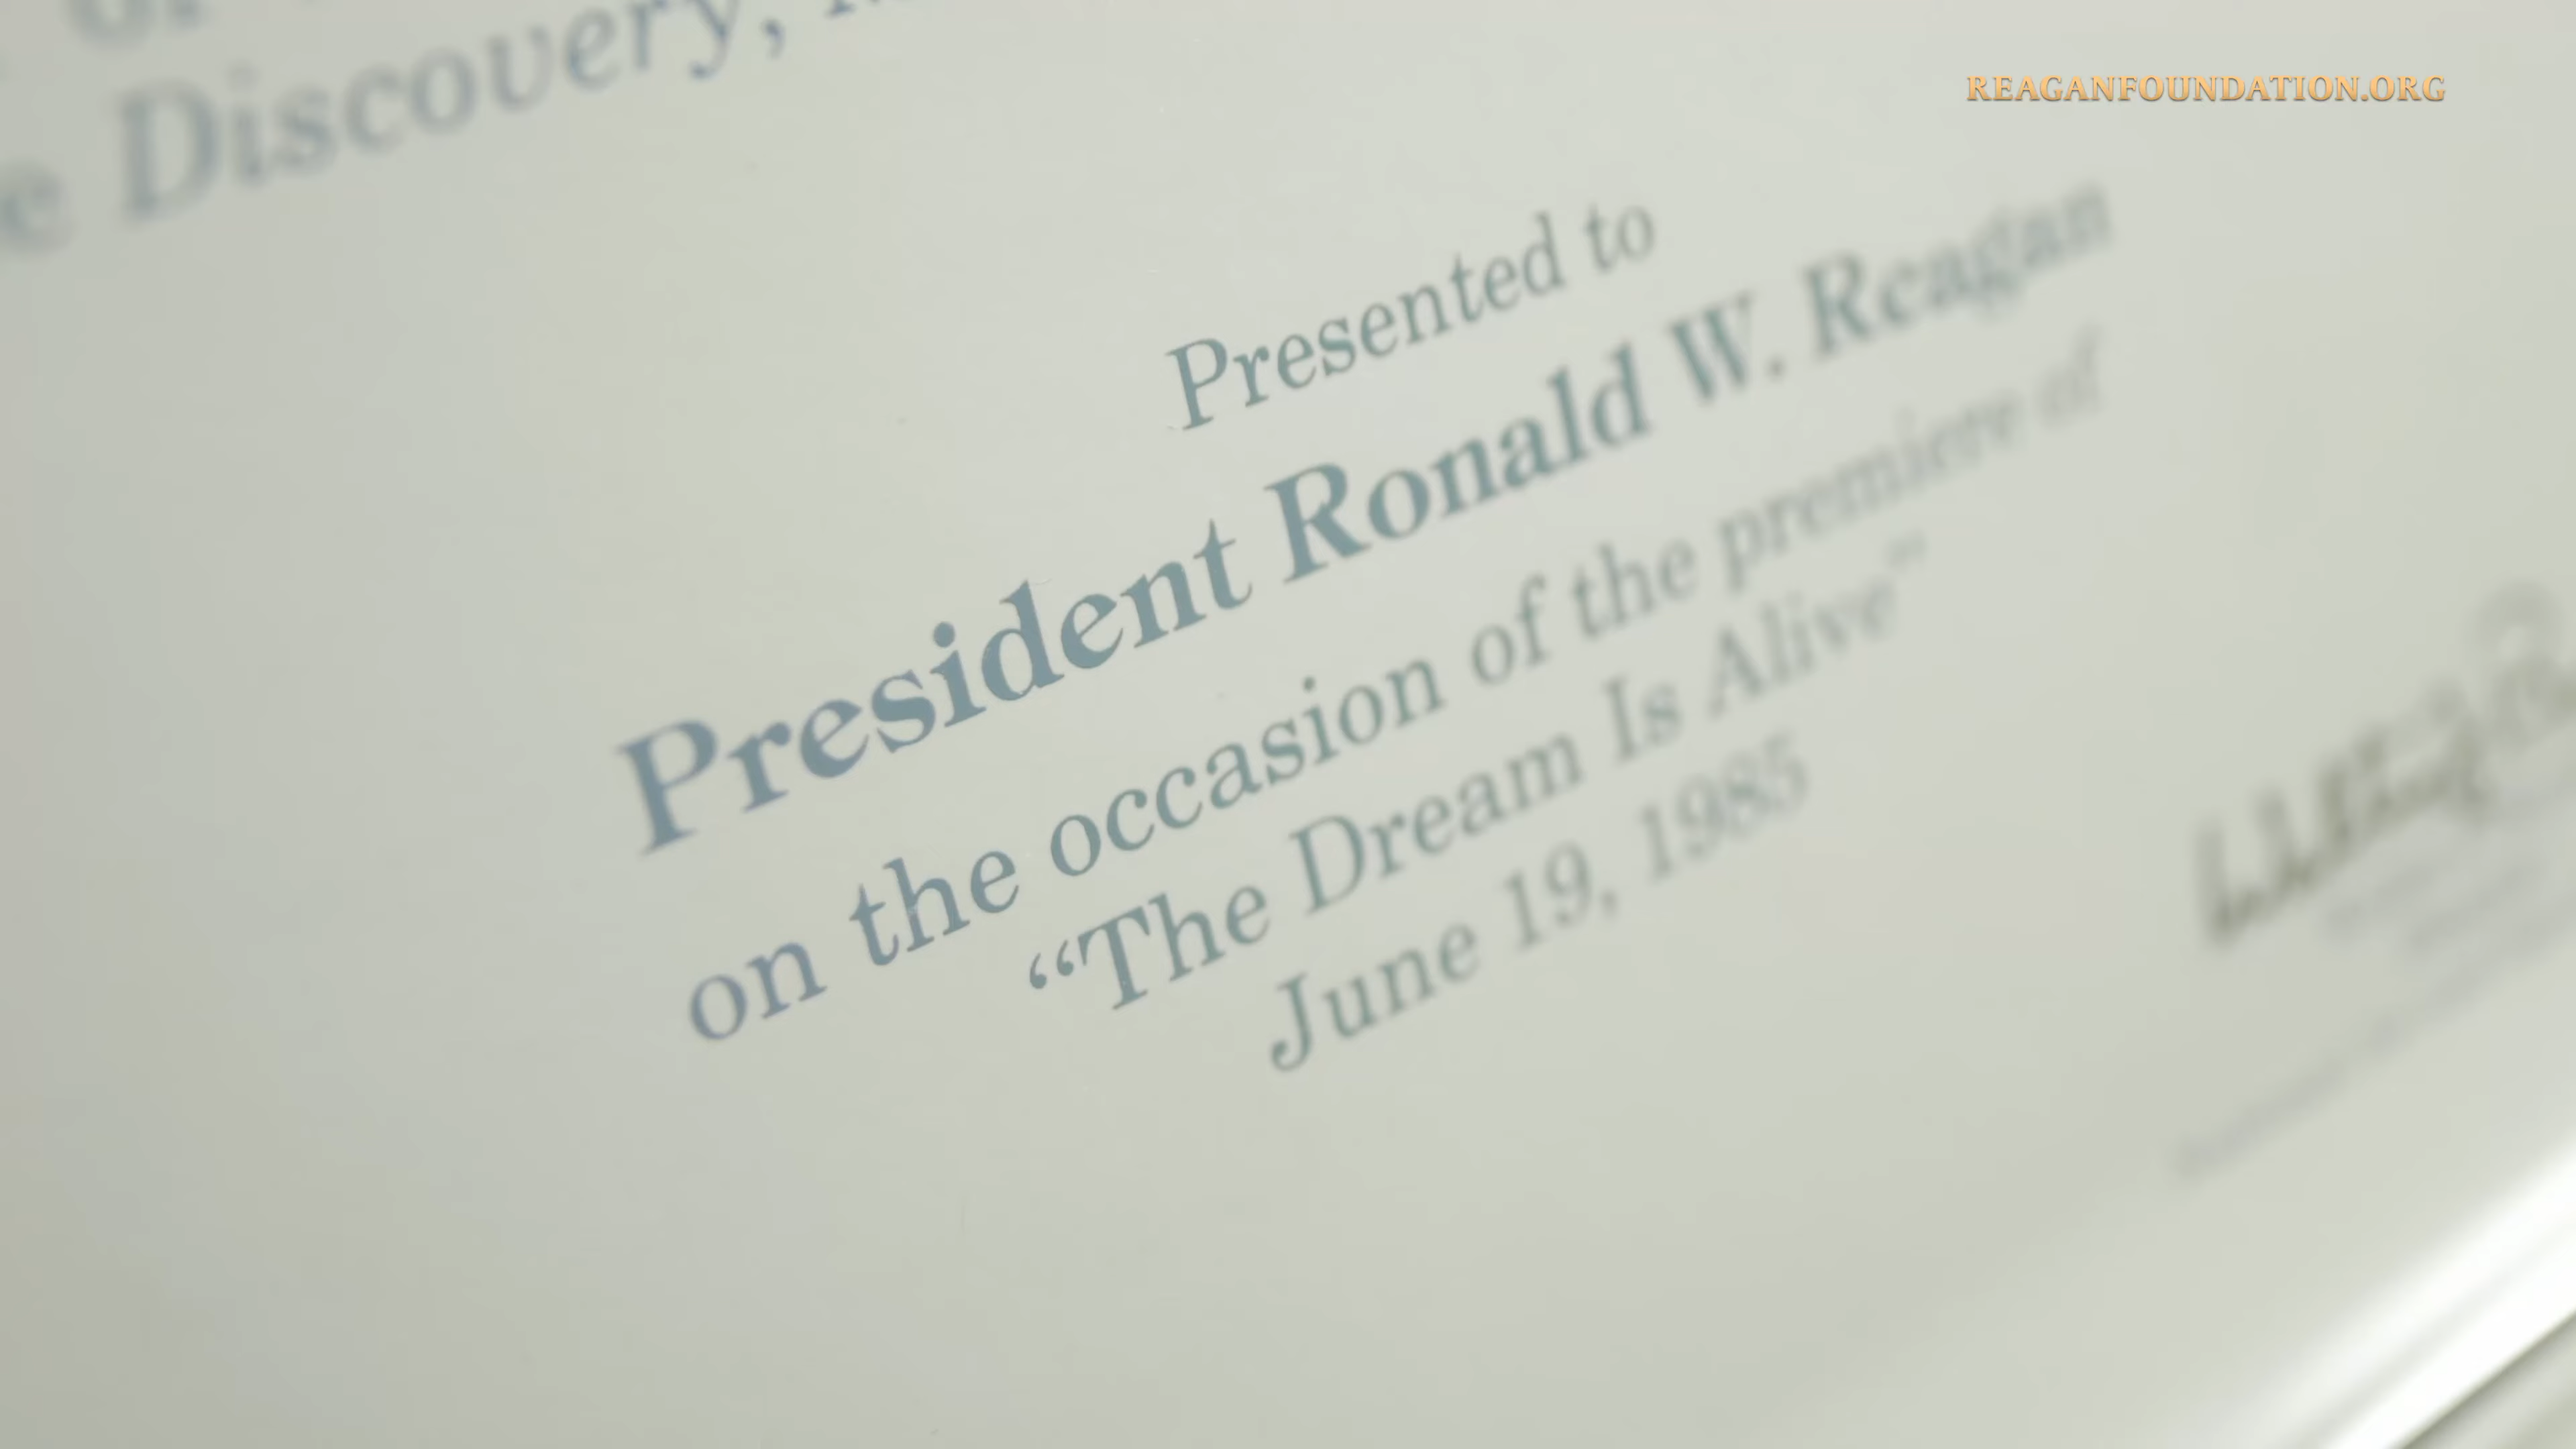 Discovery,
REAGANFOUNDATION.ORG
Presented to
President Ronald W. Reagan
on the occasion of the premiere of
“The Dream Is Alive”
June 19, 1985